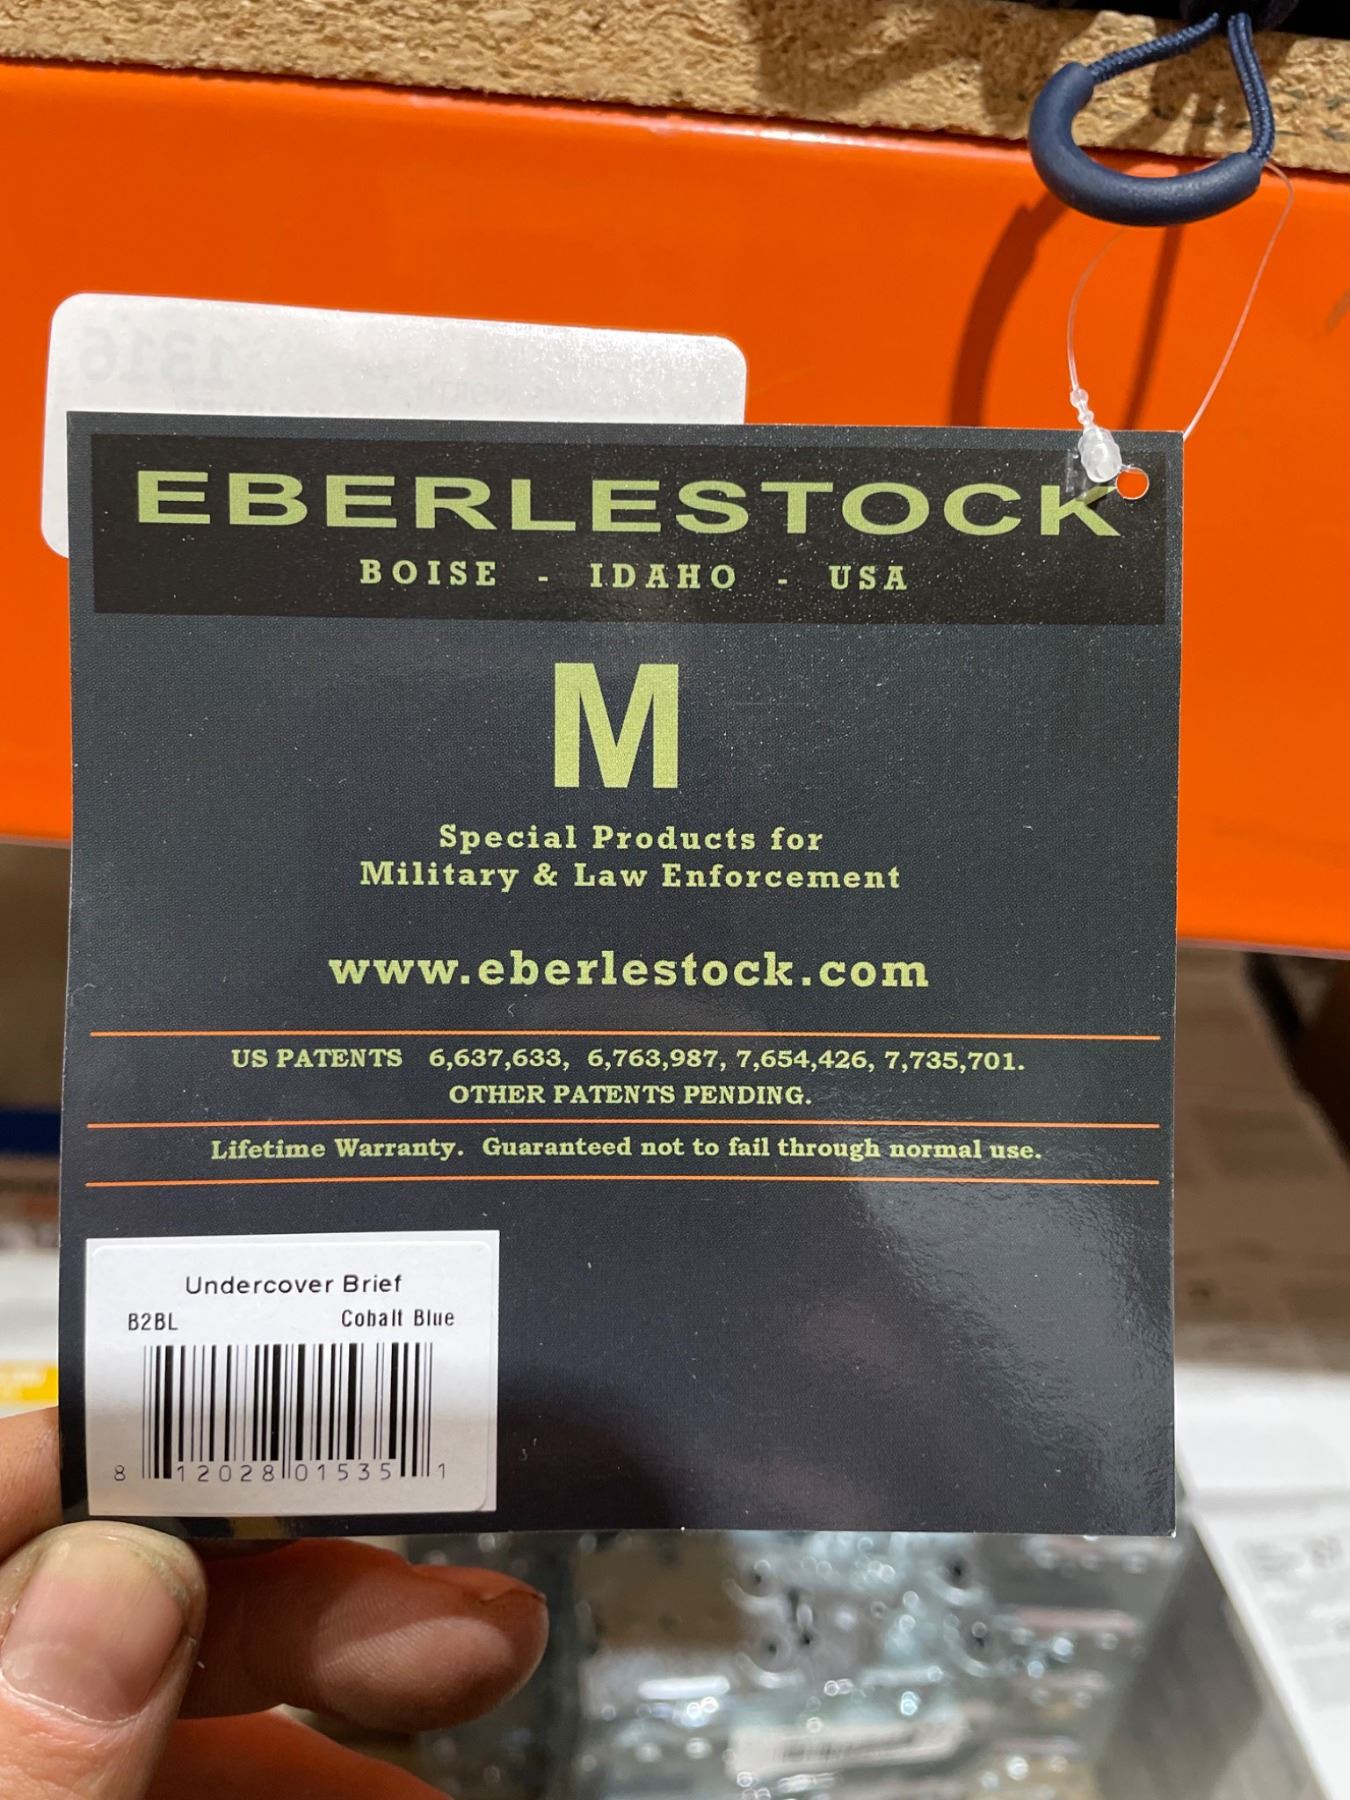 1316
EBERLESTOCK
BOISE - IDAHO - USA
M
Special Products for
Military & Law Enforcement
www.eberlestock.com
US PATENTS 6,637,633, 6,763,987, 7,654,426, 7,735,701.
OTHER PATENTS PENDING.
Lifetime Warranty. Guaranteed not to fail through normal use.
Undercover Brief
B2BL Cobalt Blue
8 12028 01535 1